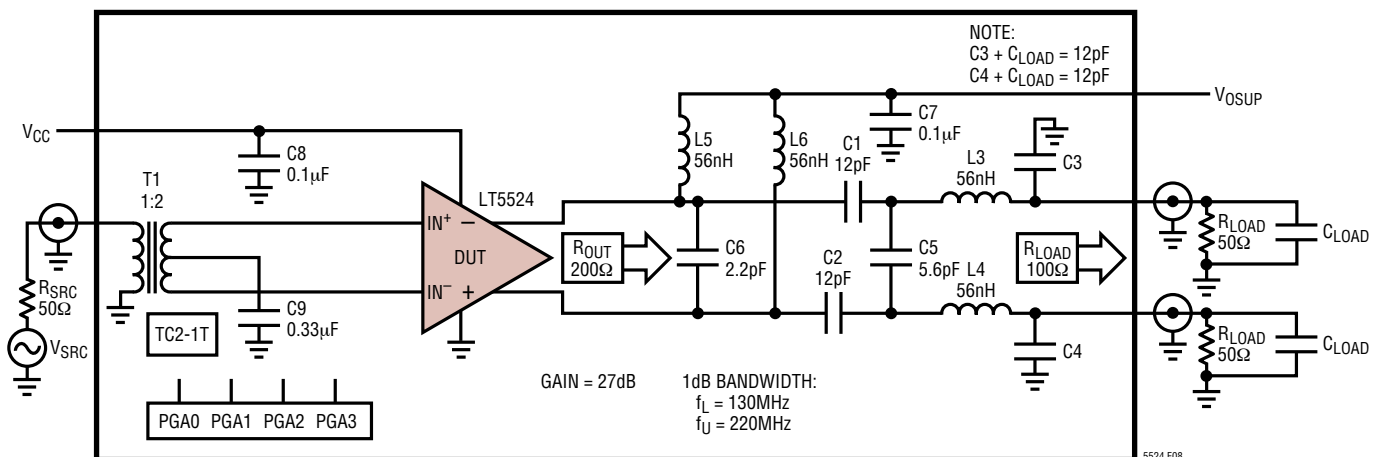 NOTE:
C3 + CLOAD = 12pF
C4 + CLOAD = 12pF
VOSUP
VCC
C8
0.1µF
T1
1:2
L5
56nH
L6
56nH
C7
0.1µF
C1
12pF
L3
56nH
C3
LT5524
IN+ −
DUT
IN− +
ROUT
200Ω
C6
2.2pF
C2
12pF
C5
5.6pF
L4
56nH
RLOAD
100Ω
RLOAD
50Ω
CLOAD
RSRC
50Ω
VSRC
C9
0.33µF
TC2-1T
C4
RLOAD
50Ω
CLOAD
GAIN = 27dB
1dB BANDWIDTH:
fL = 130MHz
fU = 220MHz
PGA0 PGA1 PGA2 PGA3
5524 F08